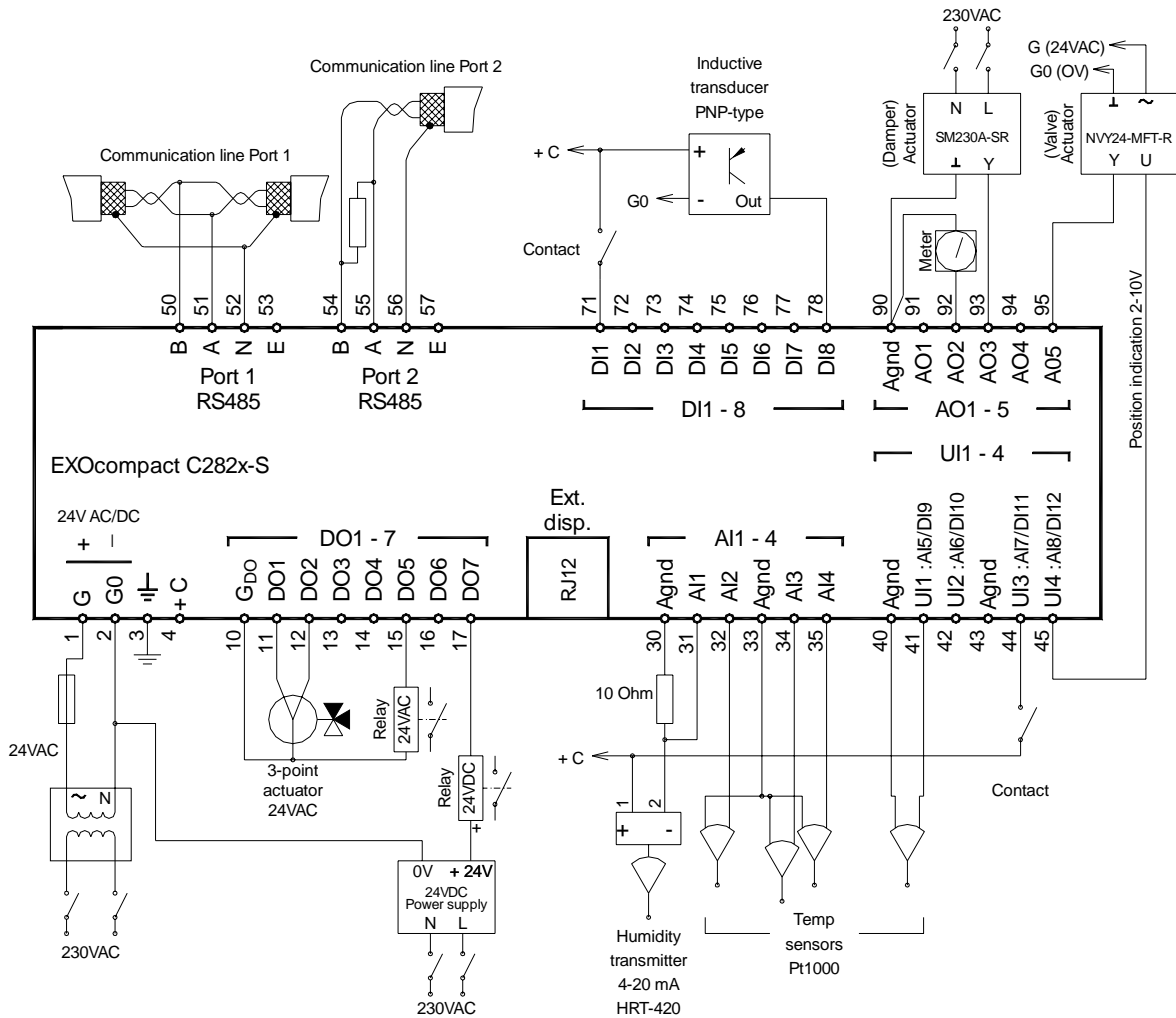 230VAC
G (24VAC)
G0 (OV)
Communication line Port 2
Inductive
transducer
PNP-type
Communication line Port 1
(Damper)
Actuator
N L
SM230A-SR
⊥ Y
(Valve)
Actuator
⊥ ~
NVY24-MFT-R
Y U
+ C
+
G0
-
Out
Contact
Meter
Position indication 2-10V
50 51 52 53 54 55 56 57 71 72 73 74 75 76 77 78 90 91 92 93 94 95
B A N E B A N E DI1 DI2 DI3 DI4 DI5 DI6 DI7 DI8 Agnd AO1 AO2 AO3 AO4 A05
Port 1
RS485
Port 2
RS485
DI1 - 8
AO1 - 5
UI1 - 4
EXOcompact C282x-S
24V AC/DC
+ –
DO1 - 7
Ext.
disp.
RJ12
AI1 - 4
G G0 + C
GDO DO1 DO2 DO3 DO4 DO5 DO6 DO7
Agnd AI1 AI2 Agnd AI3 AI4
Agnd UI1 :AI5/DI9 UI2 :AI6/DI10 Agnd UI3 :AI7/DI11 UI4 :AI8/DI12
1 2 3 4 10 11 12 13 14 15 16 17 30 31 32 33 34 35 40 41 42 43 44 45
10 Ohm
24VAC
Relay
24VAC
3-point
actuator
24VAC
Relay
24VDC
+
+ C
Contact
~ N
1 2
+ -
0V + 24V
24VDC
Power supply
N L
230VAC
230VAC
Humidity
transmitter
4-20 mA
HRT-420
Temp
sensors
Pt1000